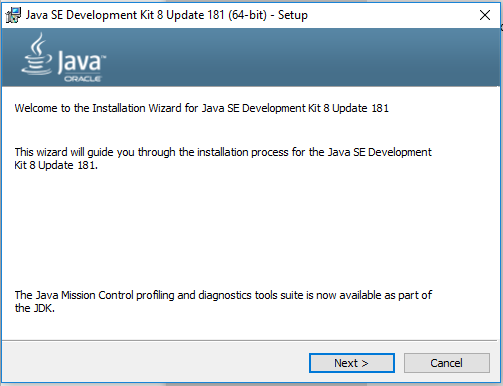 Java SE Development Kit 8 Update 181 (64-bit) - Setup
Java
ORACLE
Welcome to the Installation Wizard for Java SE Development Kit 8 Update 181
This wizard will guide you through the installation process for the Java SE Development
Kit 8 Update 181.
The Java Mission Control profiling and diagnostics tools suite is now available as part of
the JDK.
Next >
Cancel